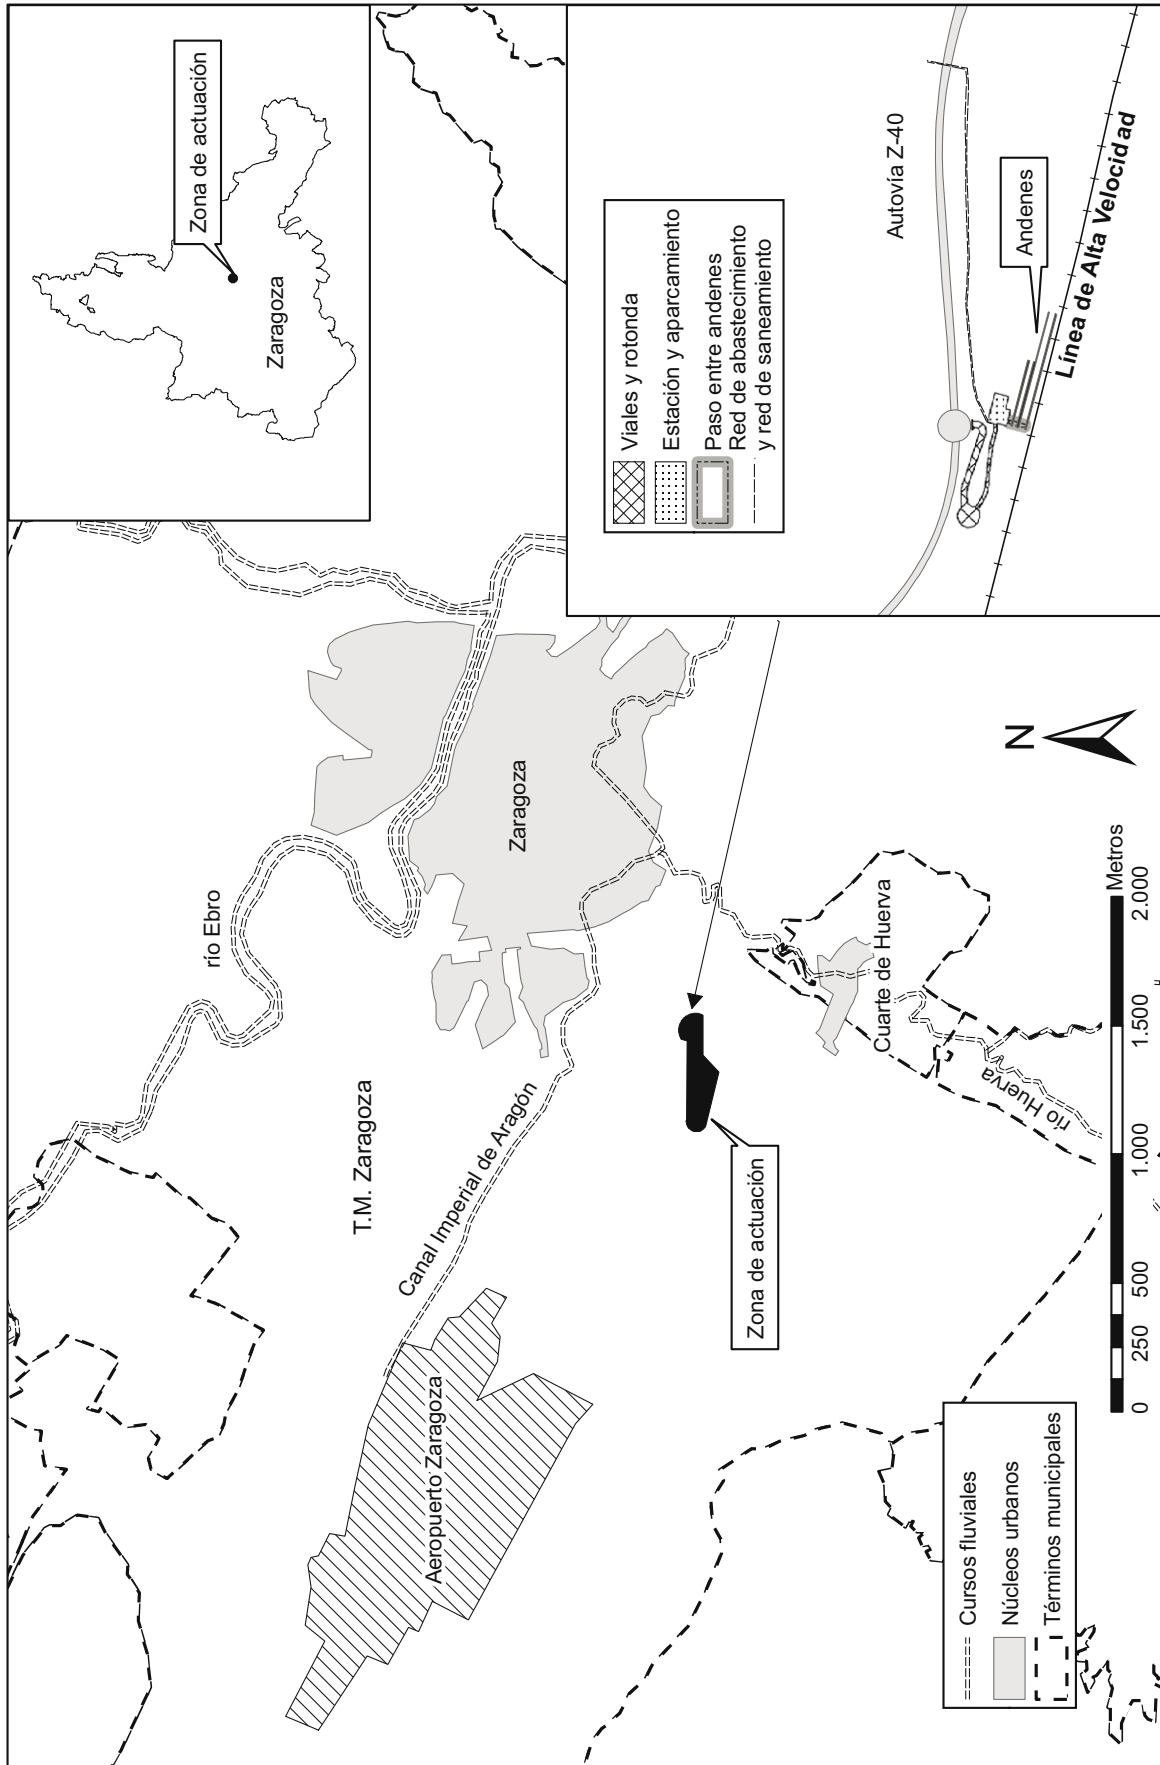 Zona de actuación
Zaragoza
Viales y rotonda
Estación y aparcamiento
Paso entre andenes
Red de abastecimiento
y red de saneamiento
Autovía Z-40
Andenes
Línea de Alta Velocidad
río Ebro
Zaragoza
T.M. Zaragoza
Canal Imperial de Aragón
Aeropuerto Zaragoza
Zona de actuación
Cuarte de Huerva
río Huerva
N
Cursos fluviales
Núcleos urbanos
Términos municipales
Metros
0 250 500 1.000 1.500 2.000